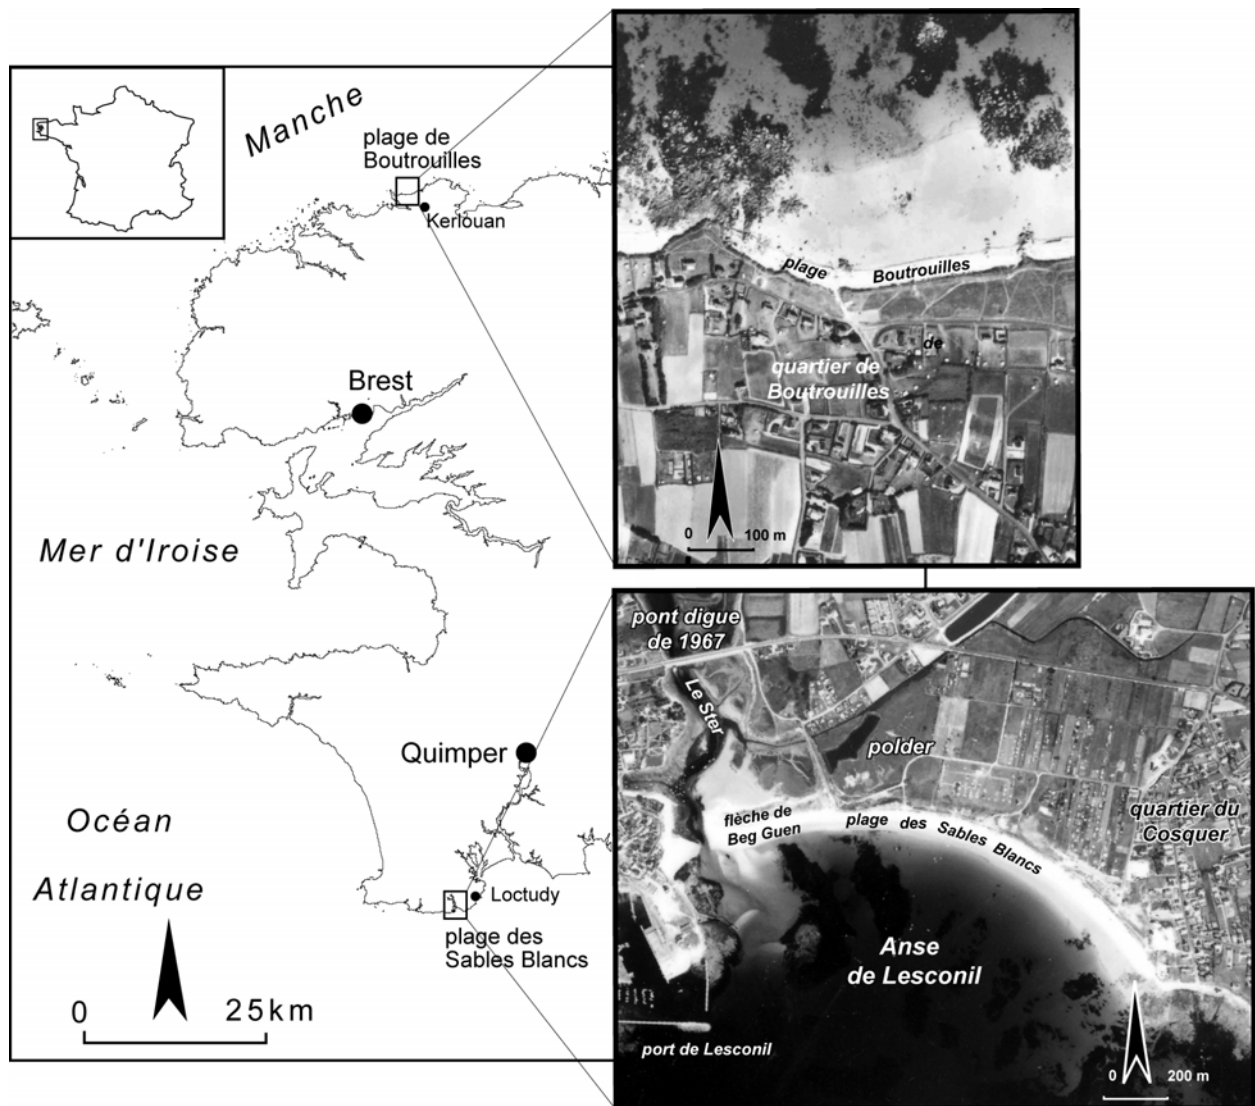 Manche
plage de
Boutrouilles
Kerlouan
Brest
Mer d'Iroise
Quimper
Océan
Atlantique
Loctudy
plage des
Sables Blancs
0 25km
plage Boutrouilles
de
quartier de
Boutrouilles
0 100 m
pont digue
de 1967
Le Ster
polder
flèche de
Beg Guen
plage des Sables Blancs
quartier du
Cosquer
Anse
de Lesconil
port de Lesconil
0 200 m